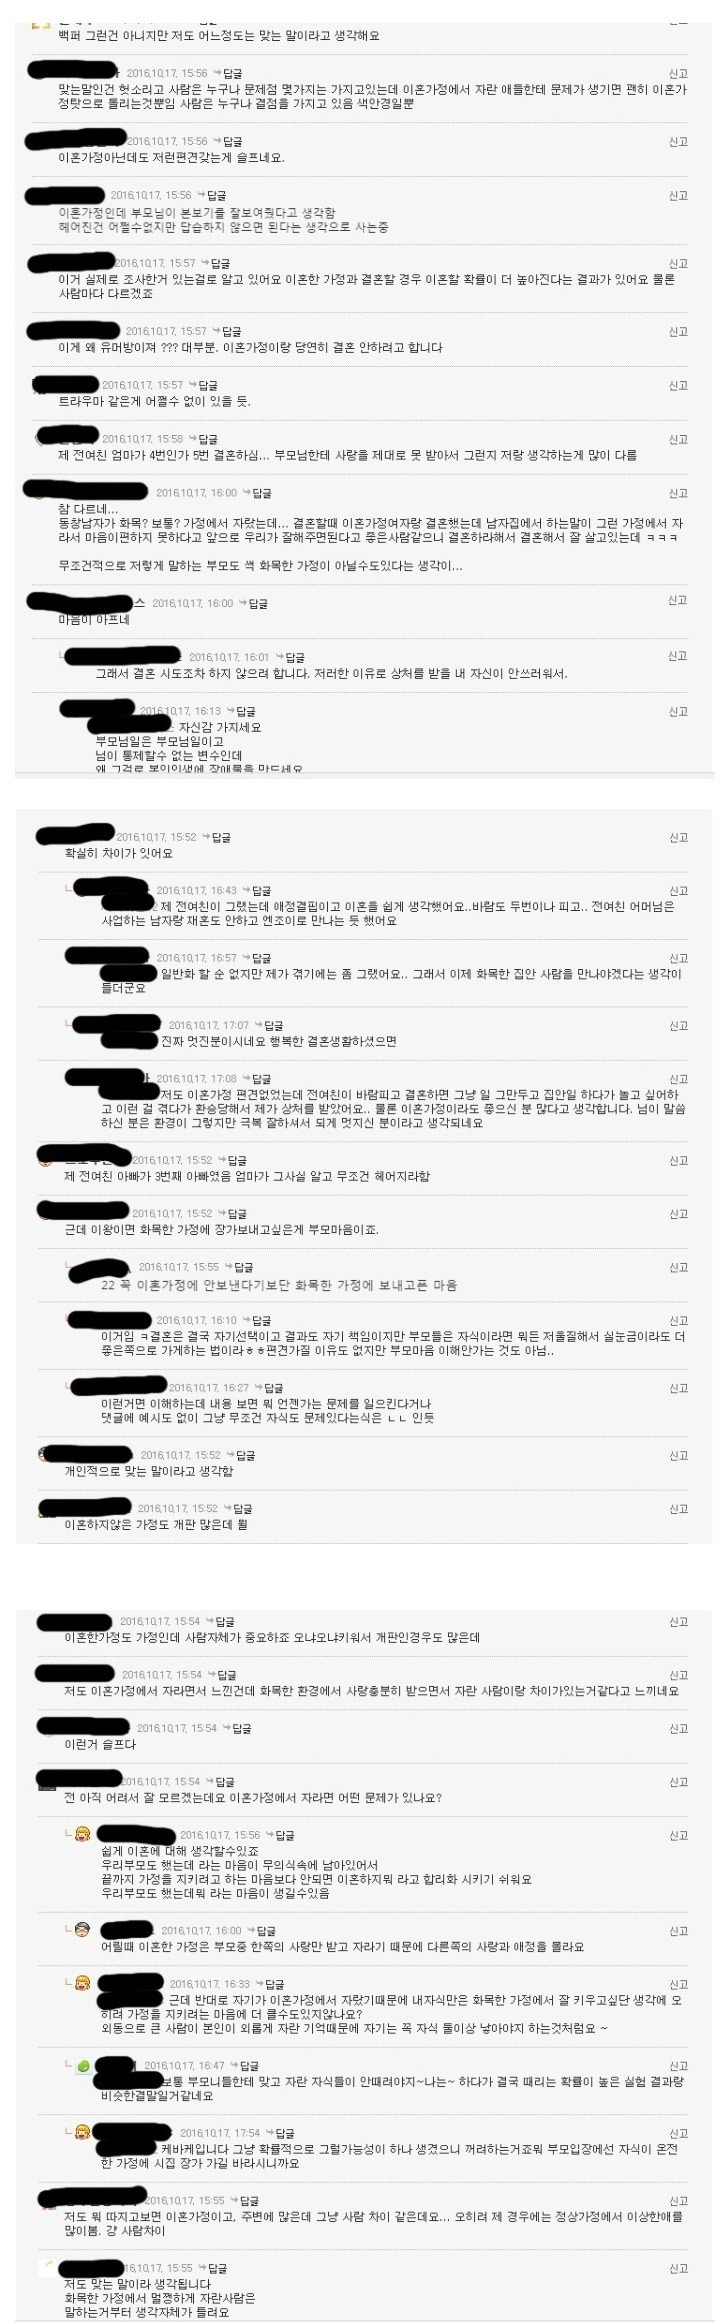 백퍼 그런건 아니지만 저도 어느정도는 맞는 말이라고 생각해요
2016.10.17. 15:56 답글 신고
맞는말인건 헛소리고 사람은 누구나 문제점 몇가지는 가지고있는데 이혼가정에서 자란 애들한테 문제가 생기면 괜히 이혼가
정탓으로 돌리는것뿐임 사람은 누구나 결점을 가지고 있음 색안경일뿐
2016.10.17. 15:56 답글 신고
이혼가정아닌데도 저런편견갖는게 슬프네요.
2016.10.17. 15:56 답글 신고
이혼가정인데 부모님이 본보기를 잘보여줬다고 생각함
헤어진건 어쩔수없지만 답습하지 않으면 된다는 생각으로 사는중
2016.10.17. 15:57 답글 신고
이거 실제로 조사한거 있는걸로 알고 있어요 이혼한 가정과 결혼할 경우 이혼할 확률이 더 높아진다는 결과가 있어요 물론
사람마다 다르겠죠
2016.10.17. 15:57 답글 신고
이게 왜 유머방이져 ??? 대부분. 이혼가정이랑 당연히 결혼 안하려고 합니다
2016.10.17. 15:57 답글 신고
트라우마 같은게 어쩔수 없이 있을 듯.
2016.10.17. 15:58 답글 신고
제 전여친 엄마가 4번인가 5번 결혼하심... 부모님한테 사랑을 제대로 못 받아서 그런지 저랑 생각하는게 많이 다름
2016.10.17. 16:00 답글 신고
참 다르네...
동창남자가 화목? 보통? 가정에서 자랐는데... 결혼할때 이혼가정여자랑 결혼했는데 남자집에서 하는말이 그런 가정에서 자
라서 마음이편하지 못하다고 앞으로 우리가 잘해주면된다고 좋은사람같으니 결혼하라해서 결혼해서 잘 살고있는데 ㅋㅋㅋ
무조건적으로 저렇게 말하는 부모도 썩 화목한 가정이 아닐수도있다는 생각이...
스 2016.10.17. 16:00 답글 신고
마음이 아프네
2016.10.17. 16:01 답글 신고
그래서 결혼 시도조차 하지 않으려 합니다. 저러한 이유로 상처를 받을 내 자신이 안쓰러워서.
2016.10.17. 16:13 답글 신고
자신감 가지세요
부모님일은 부모님일이고
님이 통제할수 없는 변수인데
왜 그걸로 본인인생에 장애물을 만드세요
2016.10.17. 15:52 답글 신고
확실히 차이가 잇어요
2016.10.17. 16:43 답글 신고
제 전여친이 그랬는데 애정결핍이고 이혼을 쉽게 생각했어요..바람도 두번이나 피고.. 전여친 어머님은
사업하는 남자랑 재혼도 안하고 엔조이로 만나는 듯 했어요
2016.10.17. 16:57 답글 신고
일반화 할 순 없지만 제가 겪기에는 좀 그랬어요.. 그래서 이제 화목한 집안 사람을 만나야겠다는 생각이
들더군요
2016.10.17. 17:07 답글 신고
진짜 멋진분이시네요 행복한 결혼생활하셨으면
2016.10.17. 17:08 답글 신고
저도 이혼가정 편견없었는데 전여친이 바람피고 결혼하면 그냥 일 그만두고 집안일 하다가 놀고 싶어하
고 이런 걸 겪다가 환승당해서 제가 상처를 받았어요.. 물론 이혼가정이라도 좋으신 분 많다고 생각합니다. 님이 말씀
하신 분은 환경이 그렇지만 극복 잘하셔서 되게 멋지신 분이라고 생각되네요
2016.10.17. 15:52 답글 신고
제 전여친 아빠가 3번째 아빠였음 엄마가 그사실 알고 무조건 헤어지라함
2016.10.17. 15:52 답글 신고
근데 이왕이면 화목한 가정에 장가보내고싶은게 부모마음이죠.
2016.10.17. 15:55 답글 신고
22 꼭 이혼가정에 안보낸다기보단 화목한 가정에 보내고픈 마음
2016.10.17. 16:10 답글 신고
이거임 ㅋ결혼은 결국 자기선택이고 결과도 자기 책임이지만 부모들은 자식이라면 뭐든 저울질해서 실눈금이라도 더
좋은쪽으로 가게하는 법이라ㅎㅎ편견가질 이유도 없지만 부모마음 이해안가는 것도 아님..
2016.10.17. 16:27 답글 신고
이런거면 이해하는데 내용 보면 뭐 언젠가는 문제를 일으킨다거나
댓글에 예시도 없이 그냥 무조건 자식도 문제있다는식은 ㄴㄴ 인듯
2016.10.17. 15:52 답글 신고
개인적으로 맞는 말이라고 생각함
2016.10.17. 15:52 답글 신고
이혼하지않은 가정도 개판 많은데 뭘
2016.10.17. 15:54 답글 신고
이혼한가정도 가정인데 사람자체가 중요하죠 오냐오냐키워서 개판인경우도 많은데
2016.10.17. 15:54 답글 신고
저도 이혼가정에서 자라면서 느낀건데 화목한 환경에서 사랑충분히 받으면서 자란 사람이랑 차이가있는거같다고 느끼네요
2016.10.17. 15:54 답글 신고
이런거 슬프다
2016.10.17. 15:54 답글 신고
전 아직 어려서 잘 모르겠는데요 이혼가정에서 자라면 어떤 문제가 있나요?
2016.10.17. 15:56 답글 신고
쉽게 이혼에 대해 생각할수있죠
우리부모도 했는데 라는 마음이 무의식속에 남아있어서
끝까지 가정을 지키려고 하는 마음보다 안되면 이혼하지뭐 라고 합리화 시키기 쉬워요
우리부모도 했는데뭐 라는 마음이 생길수있음
2016.10.17. 16:00 답글 신고
어릴때 이혼한 가정은 부모중 한쪽의 사랑만 받고 자라기 때문에 다른쪽의 사랑과 애정을 몰라요
2016.10.17. 16:33 답글 신고
근데 반대로 자기가 이혼가정에서 자랐기때문에 내자식만은 화목한 가정에서 잘 키우고싶단 생각에 오
히려 가정을 지키려는 마음에 더 클수도있지않나요?
외동으로 큰 사람이 본인이 외롭게 자란 기억때문에 자기는 꼭 자식 둘이상 낳아야지 하는것처럼요 ~
2016.10.17. 16:47 답글 신고
보통 부모니들한테 맞고 자란 자식들이 안때려야지~나는~ 하다가 결국 때리는 확률이 높은 실험 결과랑
비슷한결말일거같네요
2016.10.17. 17:54 답글 신고
케바케입니다 그냥 확률적으로 그럴가능성이 하나 생겼으니 꺼려하는거죠뭐 부모입장에선 자식이 온전
한 가정에 시집 장가 가길 바라시니까요
2016.10.17. 15:55 답글 신고
저도 뭐 따지고보면 이혼가정이고, 주변에 많은데 그냥 사람 차이 같은데요... 오히려 제 경우에는 정상가정에서 이상한애를
많이봄. 걍 사람차이
16.10.17. 15:55 답글 신고
저도 맞는 말이라 생각됩니다
화목한 가정에서 멀쩡하게 자란사람은
말하는거부터 생각자체가 틀려요